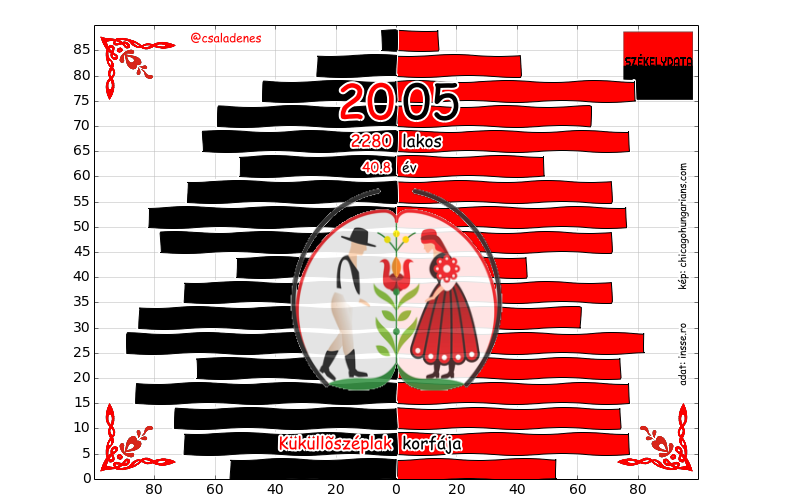 @csaladenes
SZÉKELYDATA
2005
2280 lakos
40.8 év
kép: chicagohungarians.com
adat: insse.ro
Küküllőszéplak korfája
85
80
75
70
65
60
55
50
45
40
35
30
25
20
15
10
5
0
80 60 40 20 0 20 40 60 80